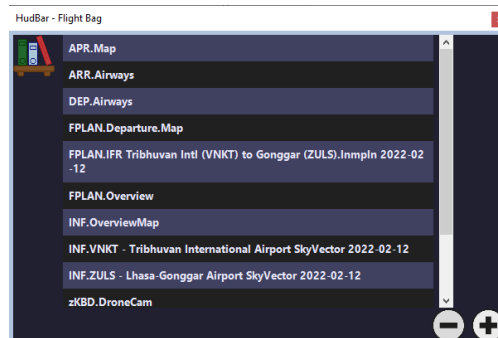 HudBar - Flight Bag
APR.Map
ARR.Airways
DEP.Airways
FPLAN.Departure.Map
FPLAN.IFR Tribhuvan Intl (VNKT) to Gonggar (ZULS).lnmpln 2022-02
-12
FPLAN.Overview
INF.OverviewMap
INF.VNKT - Tribhuvan International Airport SkyVector 2022-02-12
INF.ZULS - Lhasa-Gonggar Airport SkyVector 2022-02-12
zKBD.DroneCam